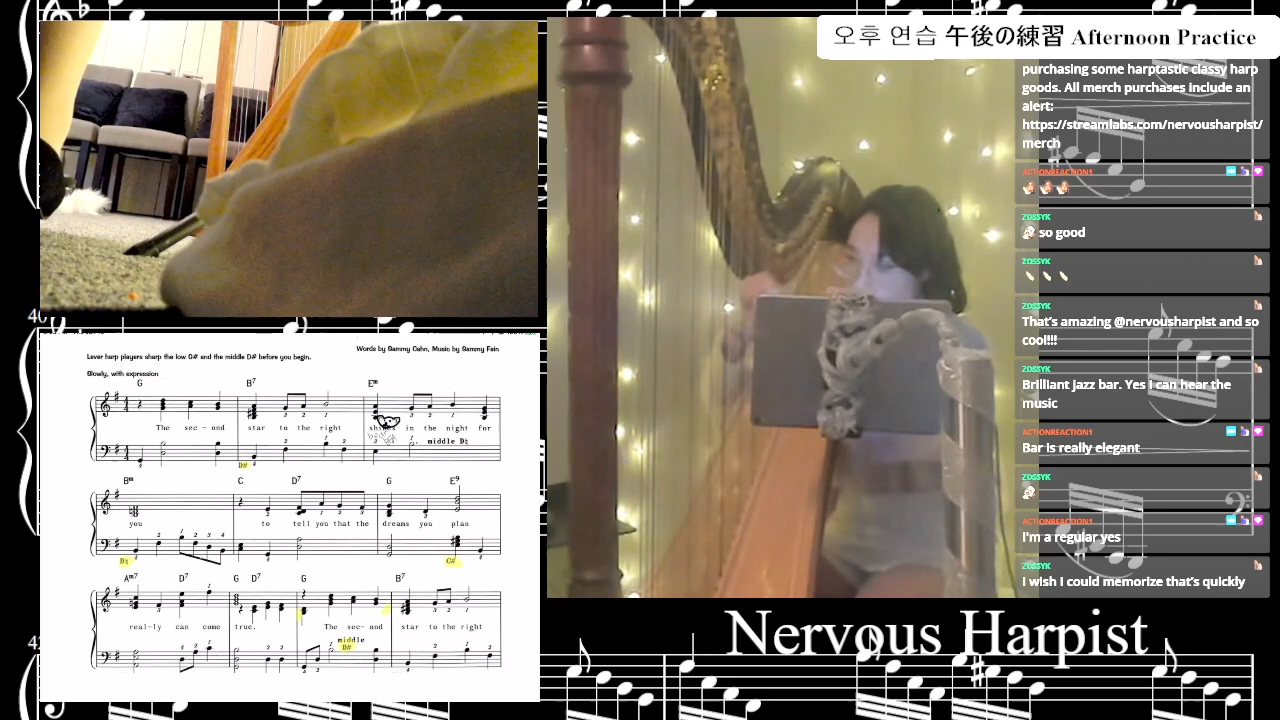 오후 연습 午後の練習 Afternoon Practice
purchasing some harptastic classy harp
goods. All merch purchases include an
alert:
https://streamlabs.com/nervousharpist/
merch
ACTIONREACTION1
ZOSSYK
so good
ZOSSYK
ZOSSYK
That's amazing @nervousharpist and so
cool!!!
ZOSSYK
Brilliant jazz bar. Yes I can hear the
music
ACTIONREACTION1
Bar is really elegant
ZOSSYK
ACTIONREACTION1
I'm a regular yes
ZOSSYK
I wish I could memorize that's quickly
Nervous Harpist
Words by Sammy Cahn, Music by Sammy Fain
Lever harp players sharp the low G# and the middle D# before you begin.
Slowly, with expression
G B7 Em
The sec - ond star to the right shines in the night for
middle D♮
D#
Bm C D7 G E9
you to tell you that the dreams you plan
D♮ G#
Am7 D7 G D7 G B7
real-ly can come true. The sec- ond star to the right
middle
D#